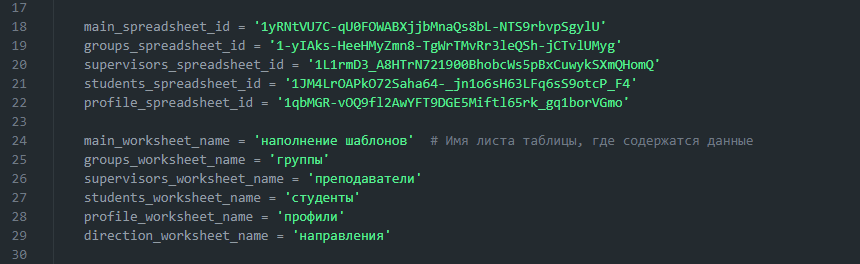 17
18 main_spreadsheet_id = '1yRNtVU7C-qU0FOWABXjjbMnaQs8bL-NTS9rbvpSgylU'
19 groups_spreadsheet_id = '1-yIAks-HeeHMyZmn8-TgWrTMvRr3leQSh-jCTvlUMyg'
20 supervisors_spreadsheet_id = '1L1rmD3_A8HTrN721900BhobcWs5pBxCuwykSXmQHomQ'
21 students_spreadsheet_id = '1JM4LrOAPkO72Saha64-_jn1o6sH63LFq6sS9otcP_F4'
22 profile_spreadsheet_id = '1qbMGR-vOQ9fl2AwYFT9DGE5Miftl65rk_gq1borVGmo'
23
24 main_worksheet_name = 'наполнение шаблонов'  # Имя листа таблицы, где содержатся данные
25 groups_worksheet_name = 'группы'
26 supervisors_worksheet_name = 'преподаватели'
27 students_worksheet_name = 'студенты'
28 profile_worksheet_name = 'профили'
29 direction_worksheet_name = 'направления'
30